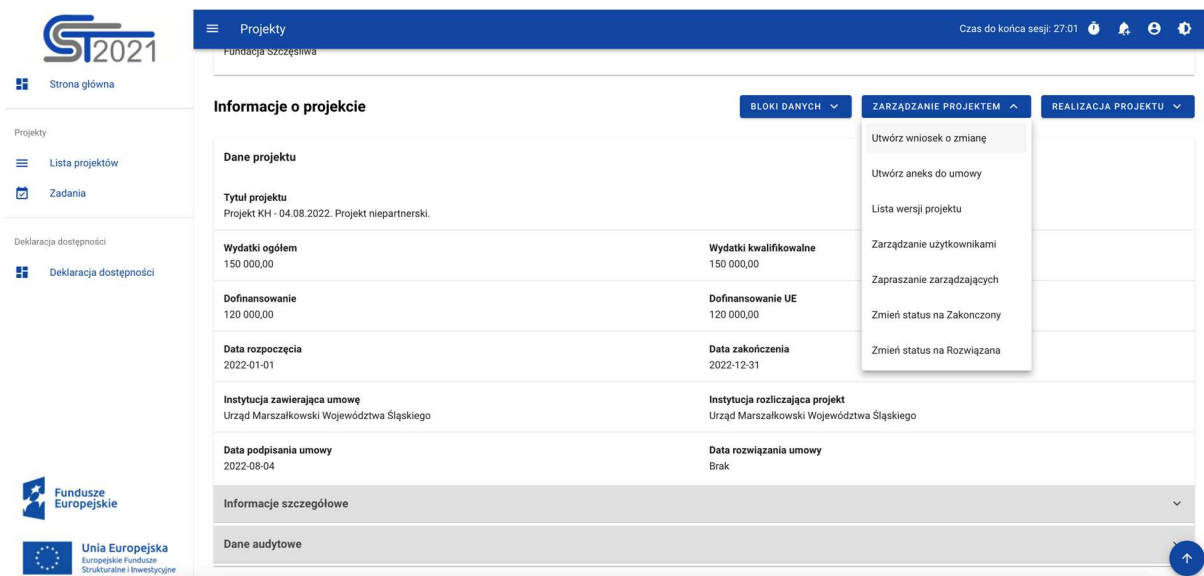 ST2021
Projekty
Czas do końca sesji: 27:01
Fundacja Szczęśliwa
Strona główna
Projekty
Lista projektów
Zadania
Deklaracja dostępności
Deklaracja dostępności
Informacje o projekcie
BLOKI DANYCH
ZARZĄDZANIE PROJEKTEM
REALIZACJA PROJEKTU
Utwórz wniosek o zmianę
Utwórz aneks do umowy
Lista wersji projektu
Zarządzanie użytkownikami
Zapraszanie zarządzających
Zmień status na Zakonczony
Zmień status na Rozwiązana
Dane projektu
Tytuł projektu
Projekt KH - 04.08.2022. Projekt niepartnerski.
Wydatki ogółem
150 000,00
Wydatki kwalifikowalne
150 000,00
Dofinansowanie
120 000,00
Dofinansowanie UE
120 000,00
Data rozpoczęcia
2022-01-01
Data zakończenia
2022-12-31
Instytucja zawierająca umowę
Urząd Marszałkowski Województwa Śląskiego
Instytucja rozliczająca projekt
Urząd Marszałkowski Województwa Śląskiego
Data podpisania umowy
2022-08-04
Data rozwiązania umowy
Brak
Informacje szczegółowe
Dane audytowe
Fundusze
Europejskie
Unia Europejska
Europejskie Fundusze
Strukturalne i Inwestycyjne